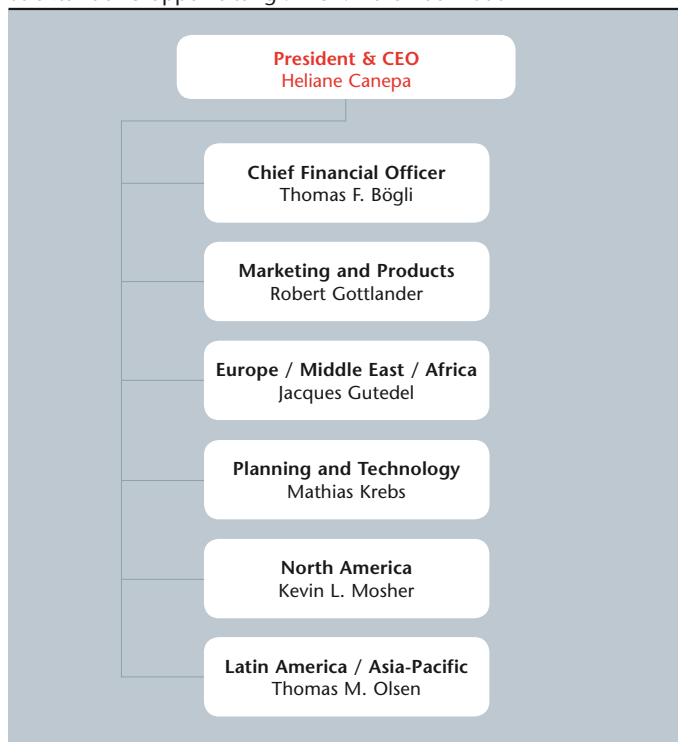 President & CEO
Heliane Canepa
Chief Financial Officer
Thomas F. Bögli
Marketing and Products
Robert Gottlander
Europe / Middle East / Africa
Jacques Gutedel
Planning and Technology
Mathias Krebs
North America
Kevin L. Mosher
Latin America / Asia-Pacific
Thomas M. Olsen